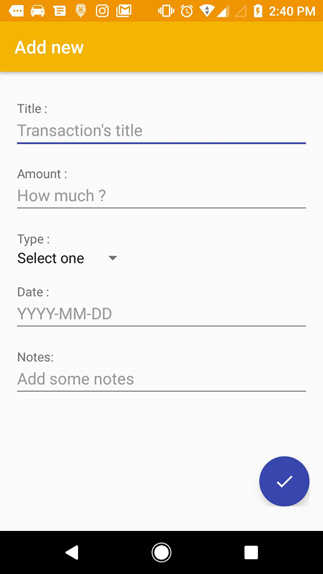 2:40 PM
Add new
Title :
Transaction's title
Amount :
How much ?
Type :
Select one
Date :
YYYY-MM-DD
Notes:
Add some notes